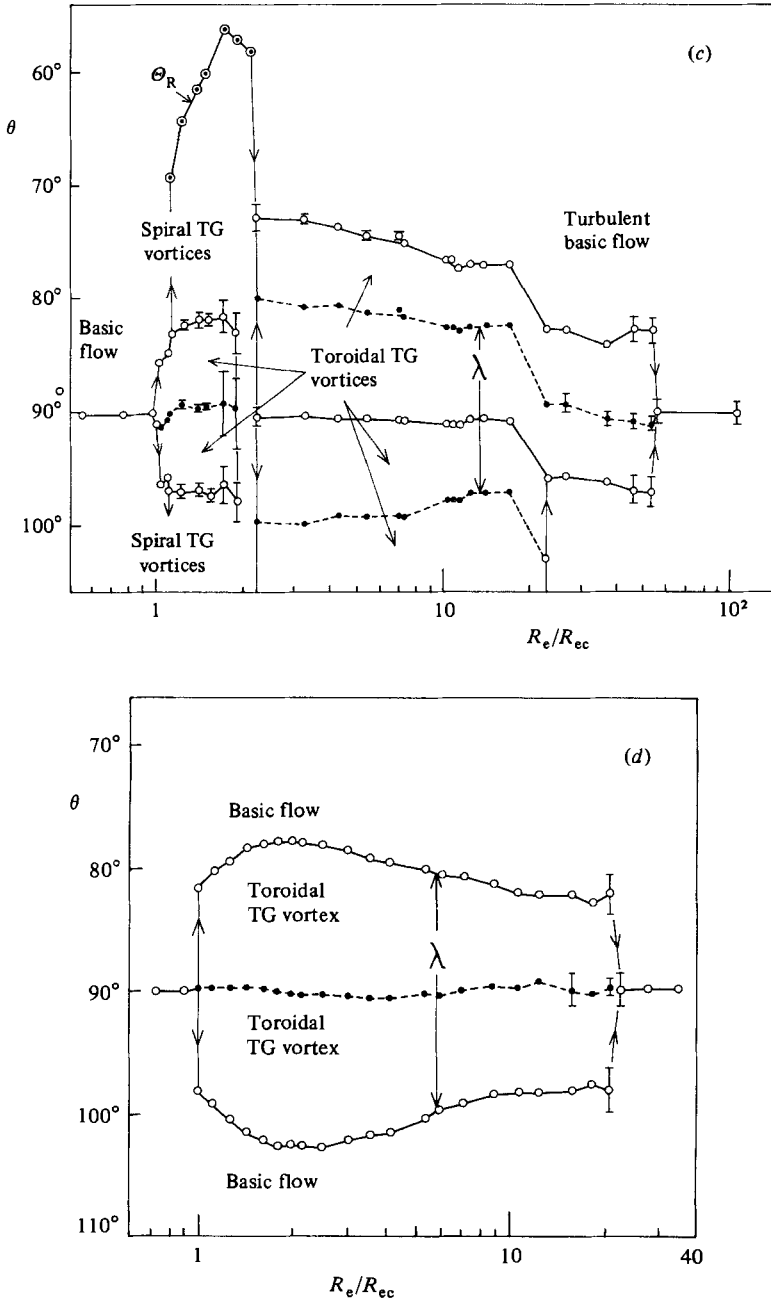 (c)
60°
Θ_R
θ
70°
Spiral TG
vortices
Turbulent
basic flow
80°
Basic
flow
Toroidal TG
vortices
λ
90°
100°
Spiral TG
vortices
1
10
10²
R_e/R_ec
(d)
70°
θ
Basic flow
80°
Toroidal
TG vortex
λ
90°
Toroidal
TG vortex
100°
Basic flow
110°
1
10
40
R_e/R_ec